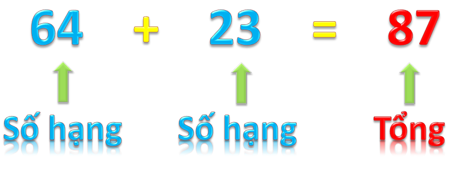 64 + 23 = 87
Số hạng Số hạng Tổng